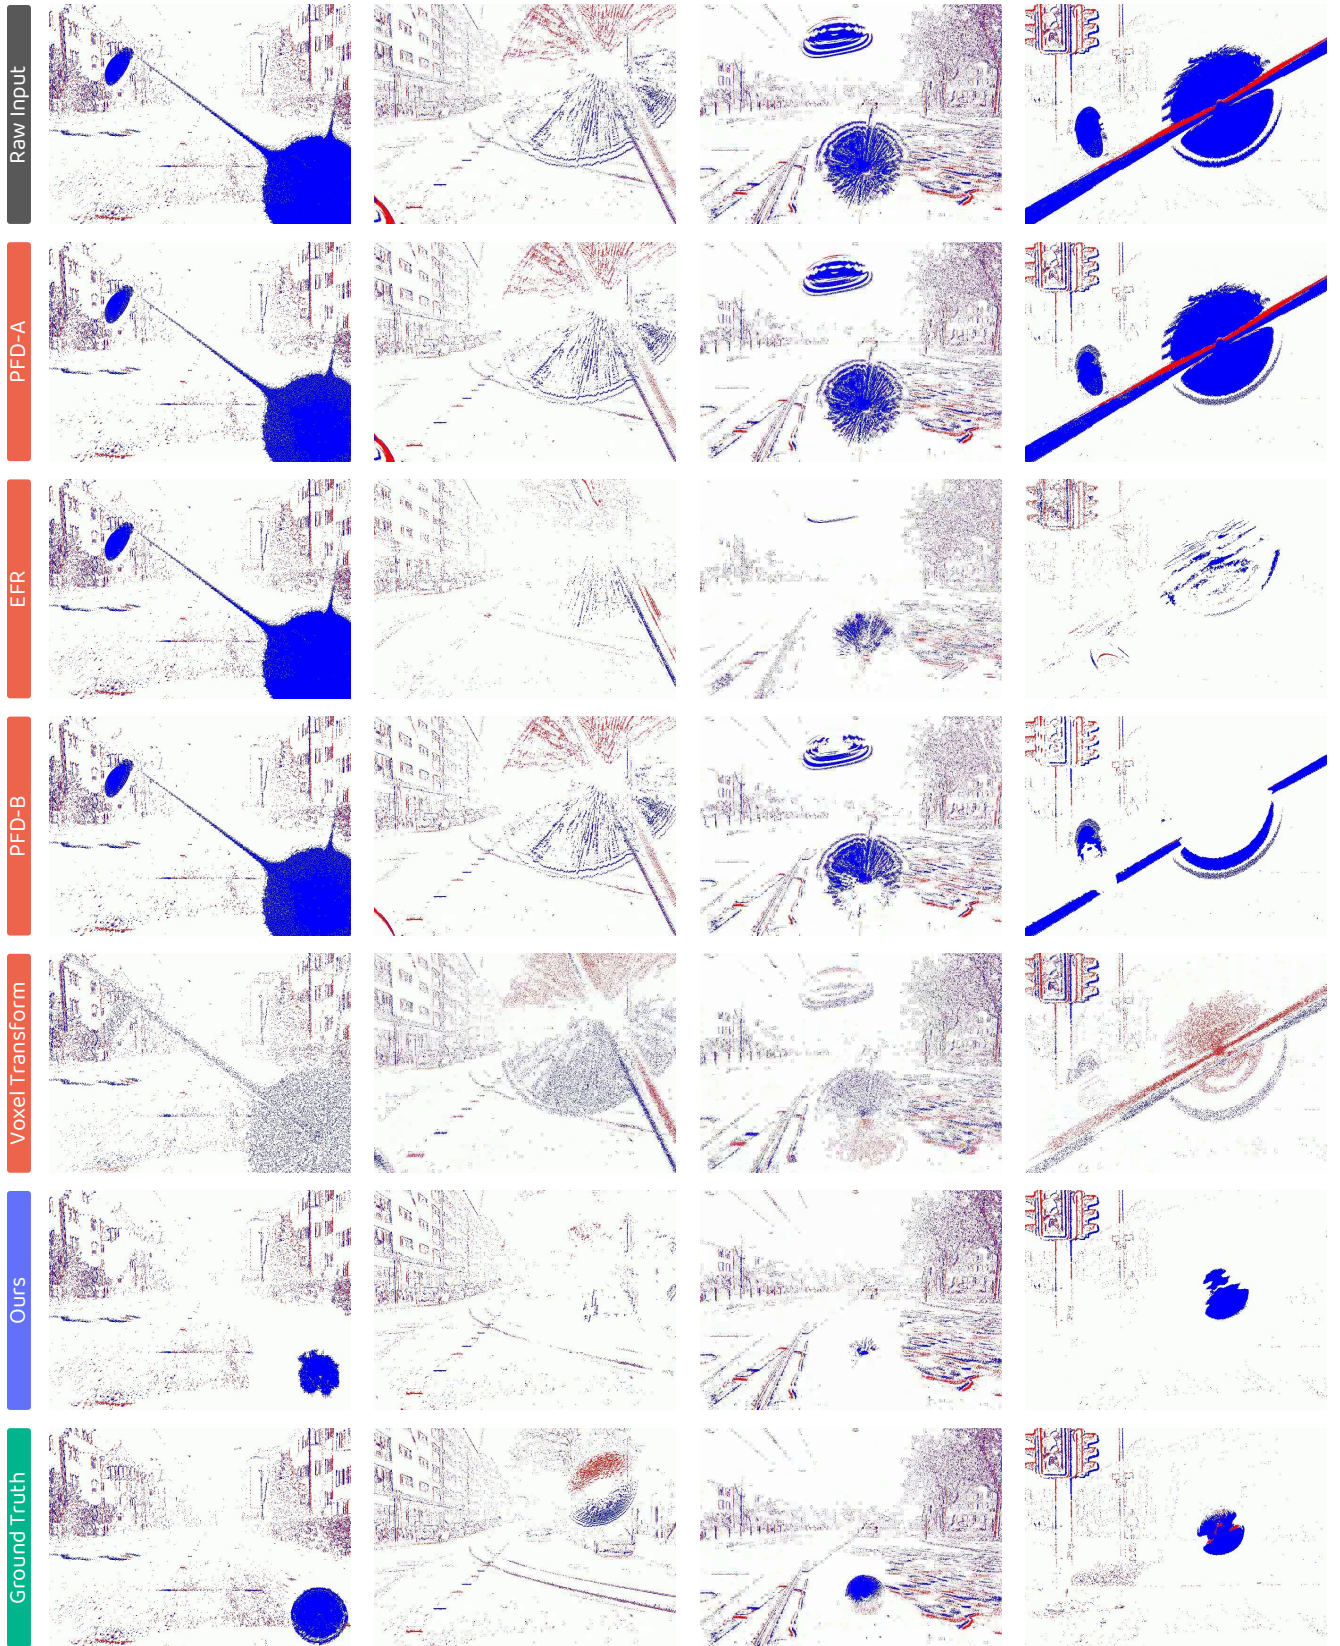 Raw Input
PFD-A
EFR
PFD-B
Voxel Transform
Ours
Ground Truth